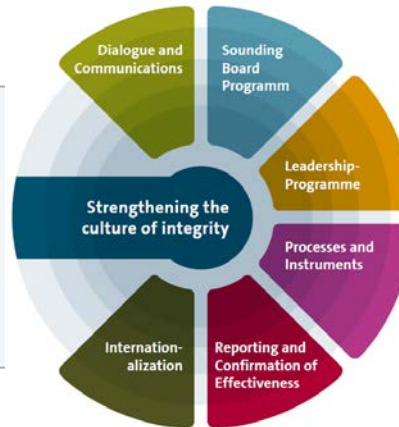 Dialogue and
Communications
Sounding
Board
Programm
Leadership-
Programme
Strengthening the
culture of integrity
Processes and
Instruments
Internation-
alization
Reporting and
Confirmation of
Effectiveness